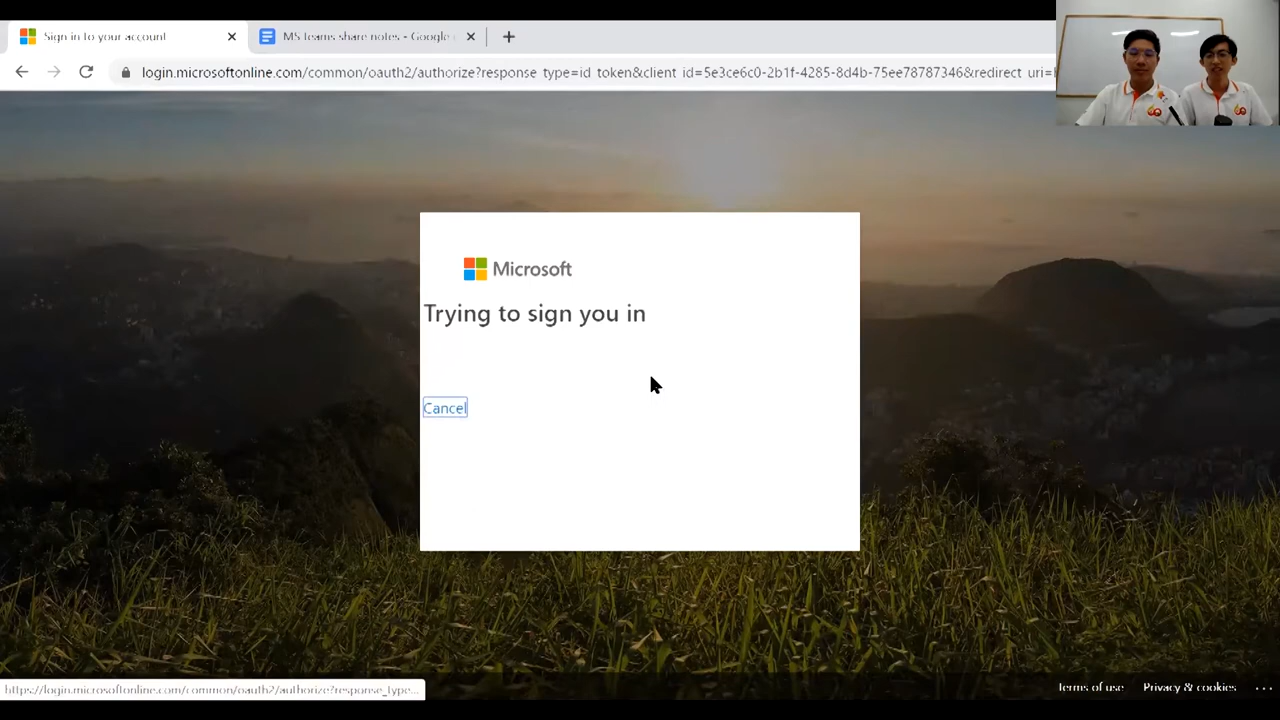 Sign in to your account
MS teams share notes - Google
login.microsoftonline.com/common/oauth2/authorize?response_type=id_token&client_id=5e3ce6c0-2b1f-4285-8d4b-75ee78787346&redirect_uri=
Microsoft
Trying to sign you in
Cancel
https://login.microsoftonline.com/common/oauth2/authorize?response_type...
Terms of use Privacy & cookies ...